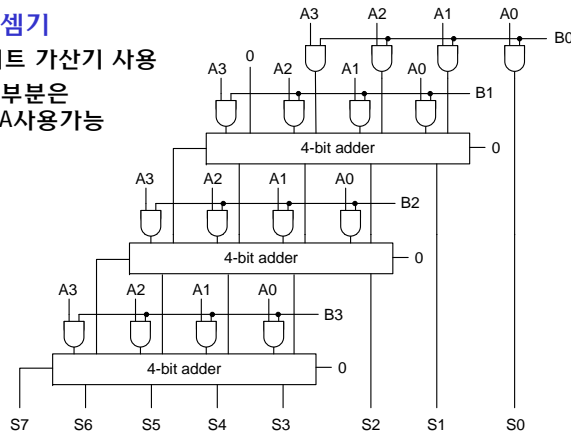 셈기
트 가산기 사용
부분은
A사용가능
A3 A2 A1 A0
B0
0
A3 A2 A1 A0
B1
4-bit adder 0
A3 A2 A1 A0
B2
4-bit adder 0
A3 A2 A1 A0
B3
4-bit adder 0
S7 S6 S5 S4 S3 S2 S1 S0